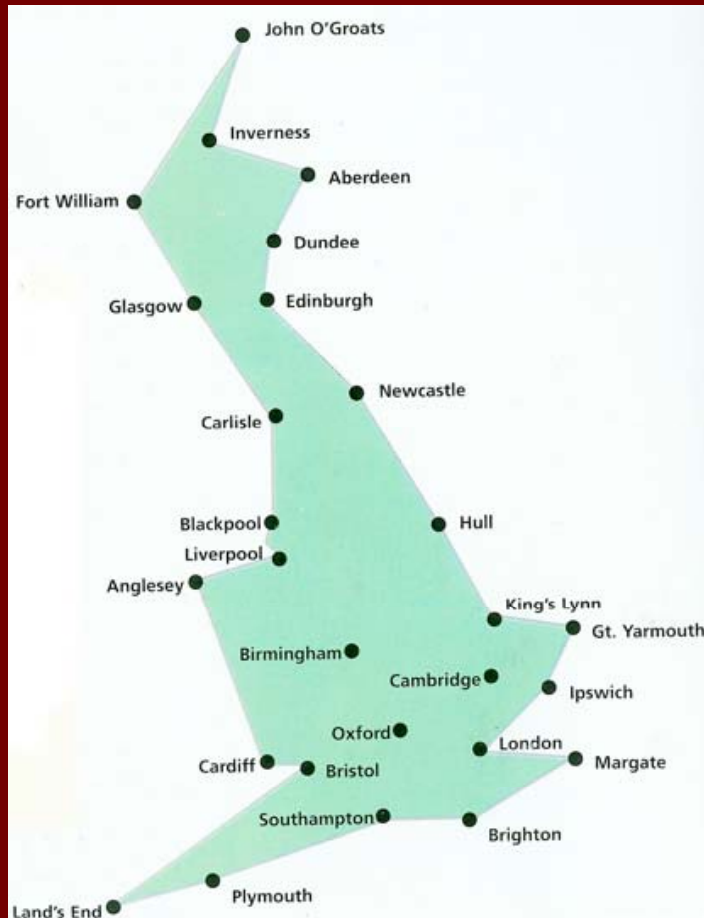 John O'Groats
Inverness
Aberdeen
Fort William
Dundee
Edinburgh
Glasgow
Newcastle
Carlisle
Blackpool
Hull
Liverpool
Anglesey
King's Lynn
Gt. Yarmouth
Birmingham
Cambridge
Ipswich
Oxford
London
Cardiff
Bristol
Margate
Southampton
Brighton
Plymouth
Land's End